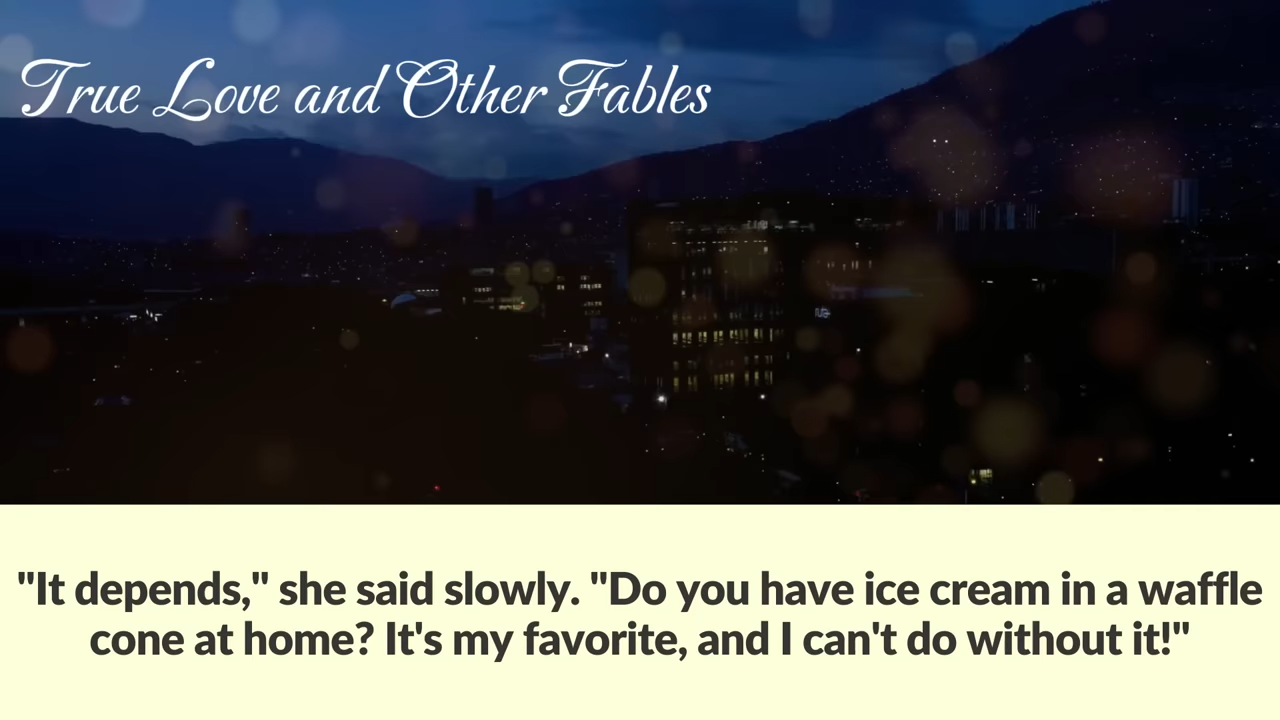 True Love and Other Fables
"It depends," she said slowly. "Do you have ice cream in a waffle
cone at home? It's my favorite, and I can't do without it!"